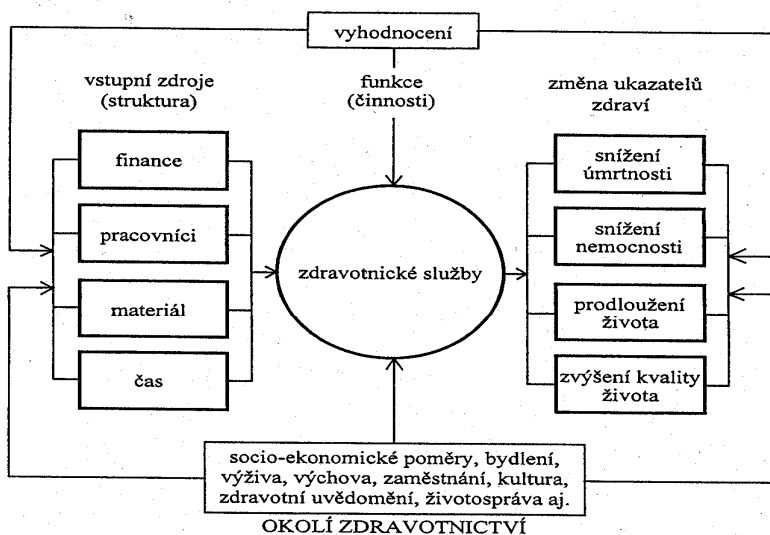 vyhodnocení
vstupní zdroje
(struktura)
funkce
(činnosti)
změna ukazatelů
zdraví
finance
pracovníci
materiál
čas
zdravotnické služby
snížení
úmrtnosti
snížení
nemocnosti
prodloužení
života
zvýšení kvality
života
socio-ekonomické poměry, bydlení,
výživa, výchova, zaměstnání, kultura,
zdravotní uvědomění, životospráva aj.
OKOLÍ ZDRAVOTNICTVÍ